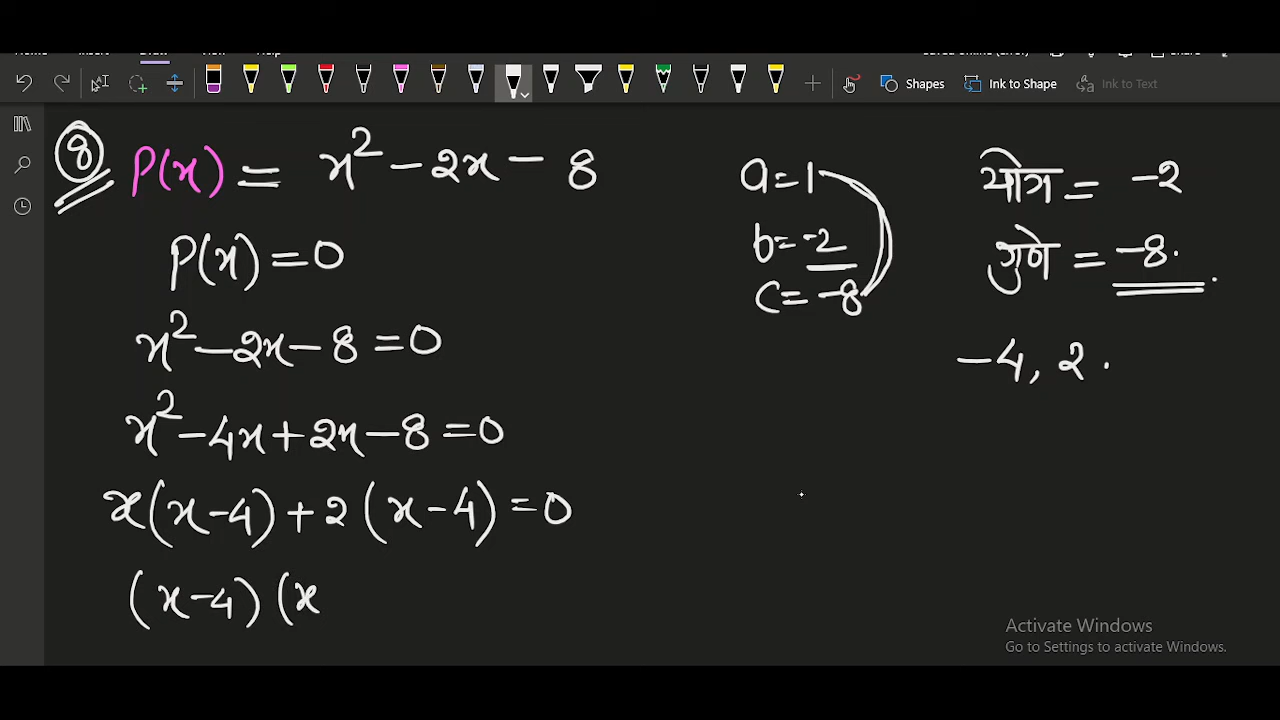 Shapes Ink to Shape Ink to Text
8 P(x) = x² - 2x - 8
P(x) = 0
x² - 2x - 8 = 0
x² - 4x + 2x - 8 = 0
x(x-4) + 2(x-4) = 0
(x-4)(x
a = 1
b = -2
c = -8
योत्र = -2
गुणे = -8.
-4, 2.
Activate Windows
Go to Settings to activate Windows.